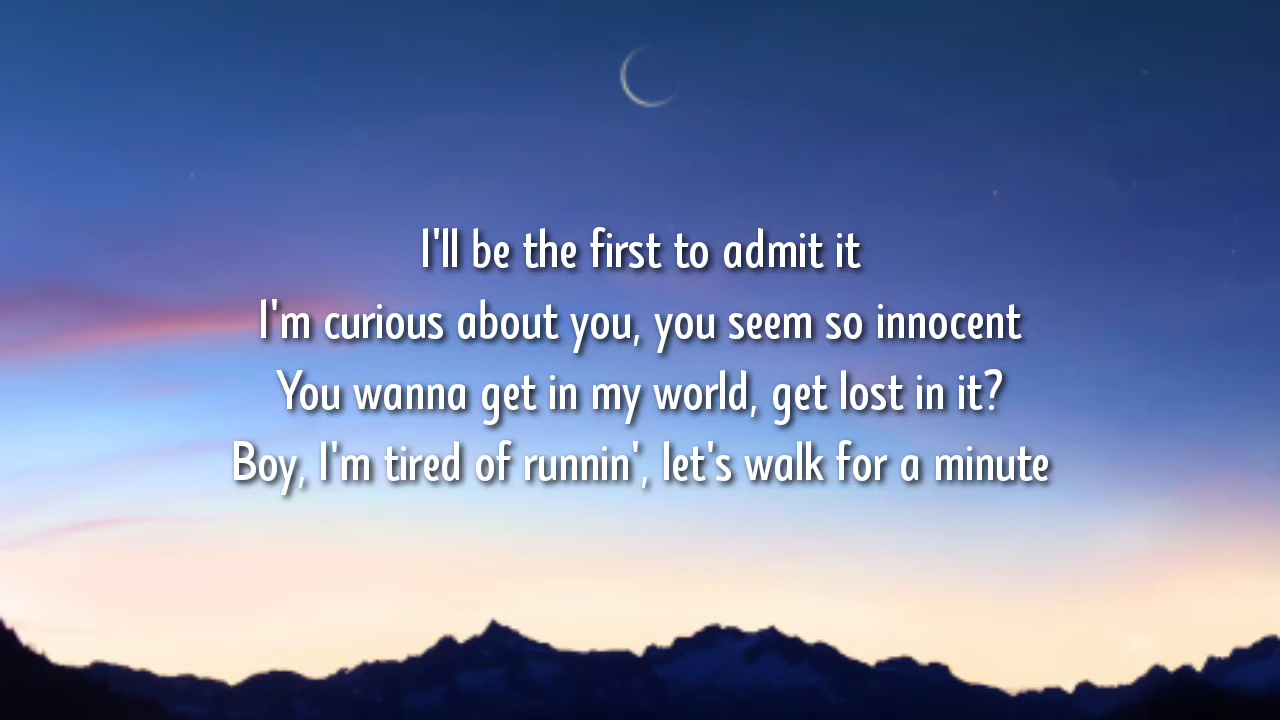 I'll be the first to admit it
I'm curious about you, you seem so innocent
You wanna get in my world, get lost in it?
Boy, I'm tired of runnin', let's walk for a minute